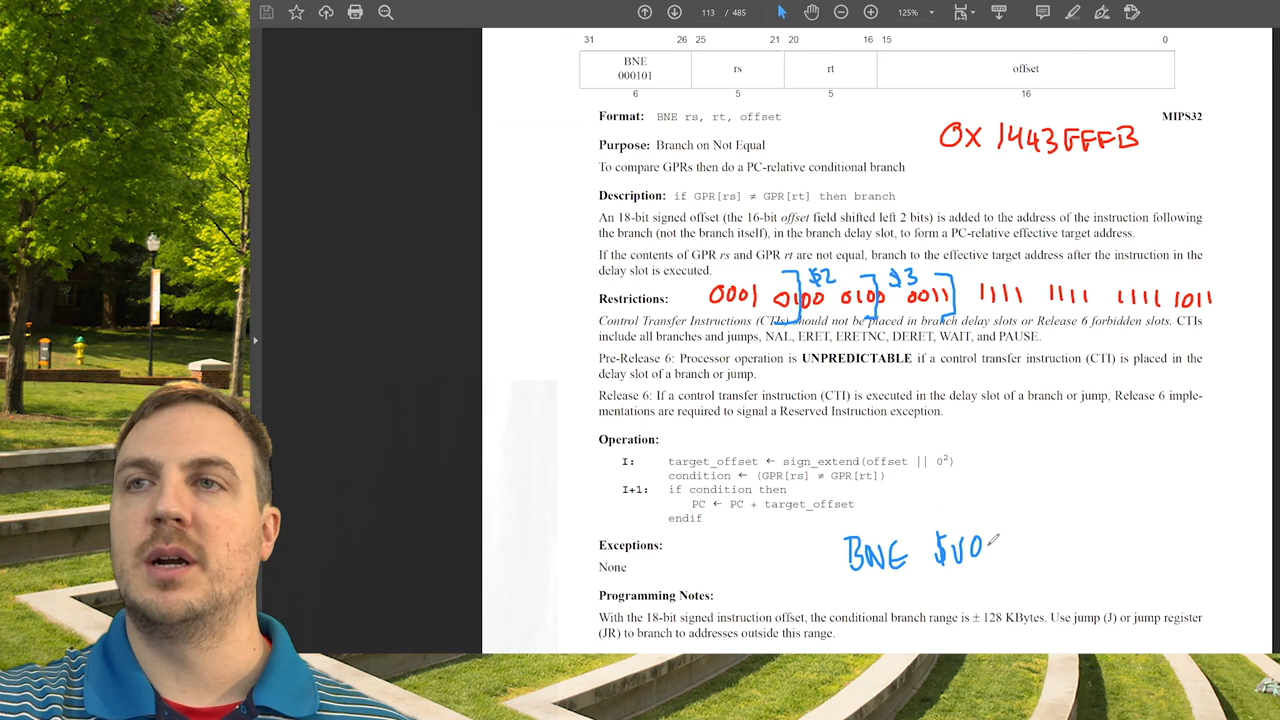 113 / 485
125%
31 26 25 21 20 16 15 0
BNE
000101 rs rt offset
6 5 5 16
Format: BNE rs, rt, offset MIPS32
0X 1443FFFB
Purpose: Branch on Not Equal
To compare GPRs then do a PC-relative conditional branch
Description: if GPR[rs] ≠ GPR[rt] then branch
An 18-bit signed offset (the 16-bit offset field shifted left 2 bits) is added to the address of the instruction following
the branch (not the branch itself), in the branch delay slot, to form a PC-relative effective target address.
If the contents of GPR rs and GPR rt are not equal, branch to the effective target address after the instruction in the
delay slot is executed.
$2 $3
Restrictions: 0001 0100 0100 0011 1111 1111 1111 1011
Control Transfer Instructions (CTIs) should not be placed in branch delay slots or Release 6 forbidden slots. CTIs
include all branches and jumps, NAL, ERET, ERETNC, DERET, WAIT, and PAUSE.
Pre-Release 6: Processor operation is UNPREDICTABLE if a control transfer instruction (CTI) is placed in the
delay slot of a branch or jump.
Release 6: If a control transfer instruction (CTI) is executed in the delay slot of a branch or jump, Release 6 imple-
mentations are required to signal a Reserved Instruction exception.
Operation:
I: target_offset ← sign_extend(offset || 0²)
condition ← (GPR[rs] ≠ GPR[rt])
I+1: if condition then
PC ← PC + target_offset
endif
Exceptions:
BNE $V0
None
Programming Notes:
With the 18-bit signed instruction offset, the conditional branch range is ± 128 KBytes. Use jump (J) or jump register
(JR) to branch to addresses outside this range.